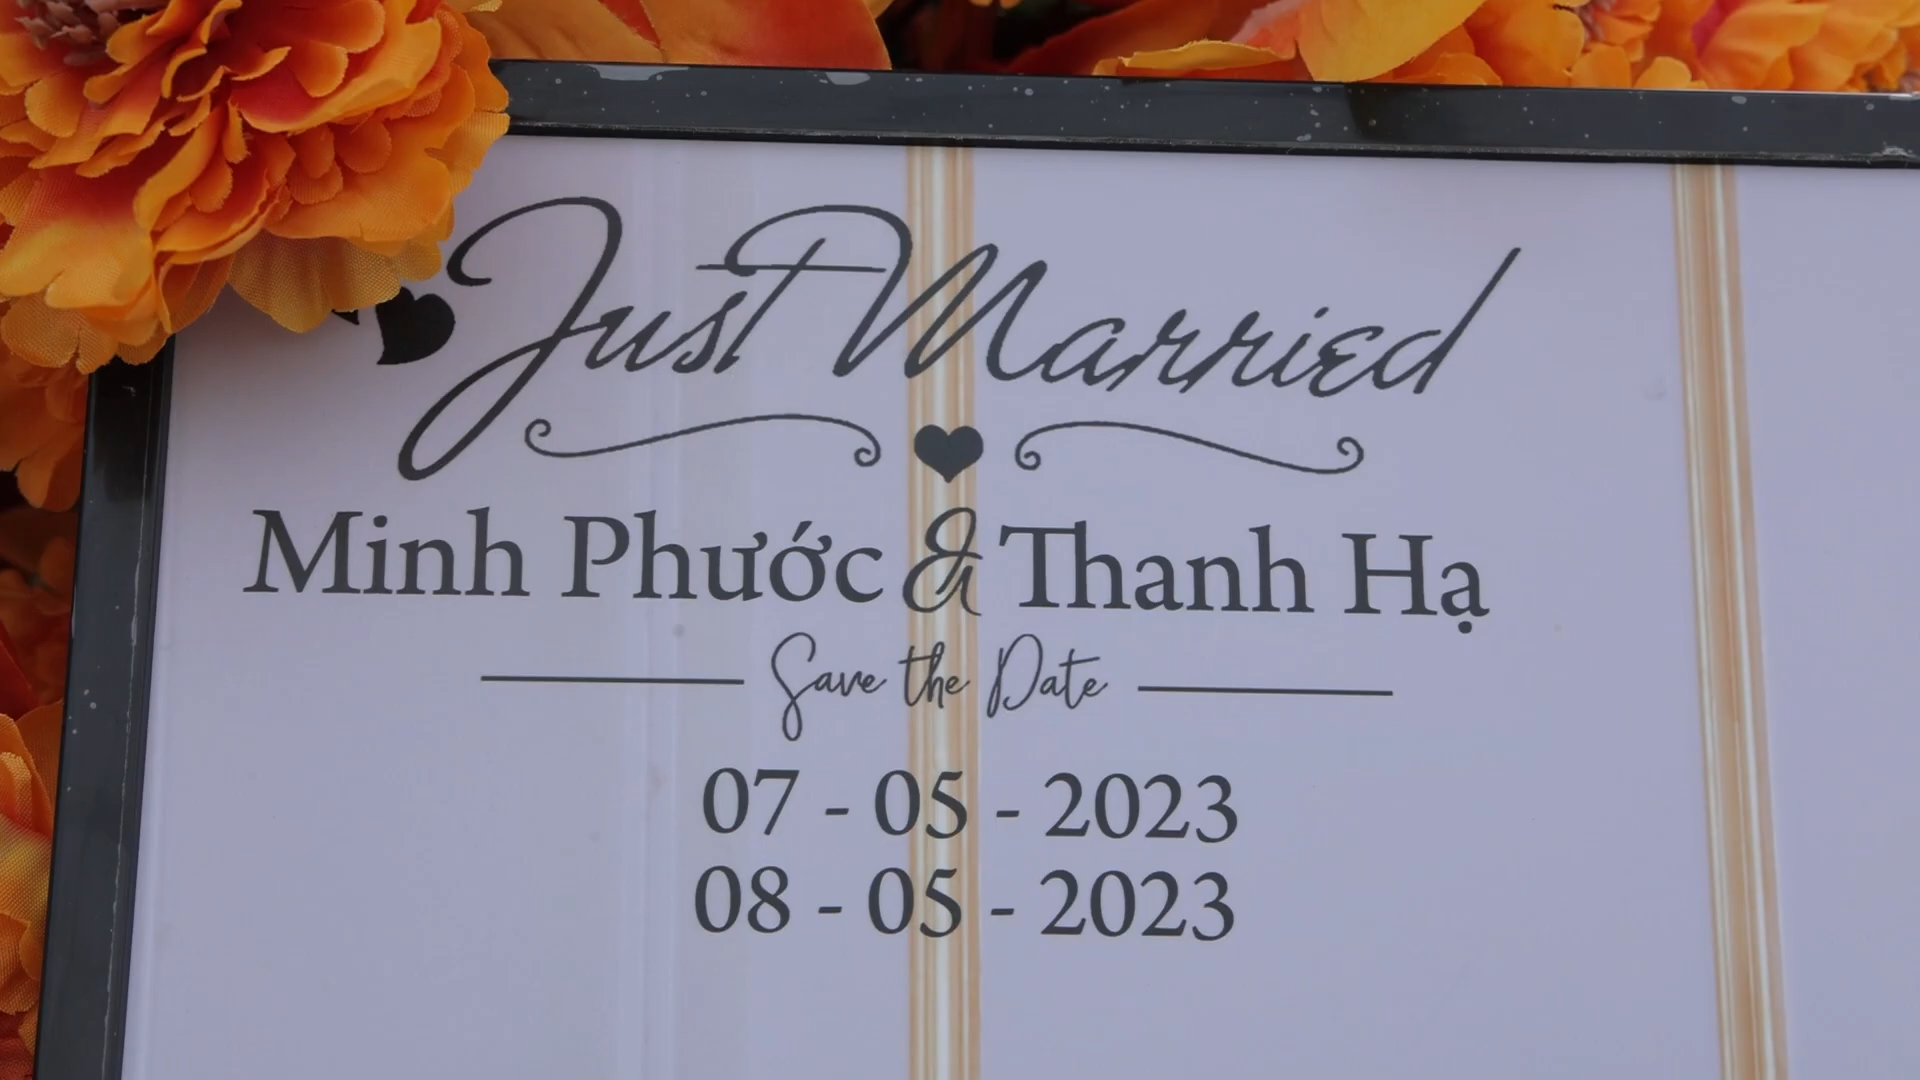 Just Married
Minh Phước & Thanh Hạ
Save the Date
07 - 05 - 2023
08 - 05 - 2023